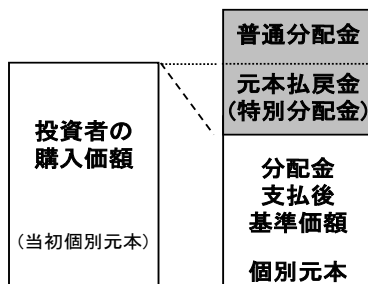 普通分配金
元本払戻金
(特別分配金)
投資者の
購入価額
(当初個別元本)
分配金
支払後
基準価額
個別元本